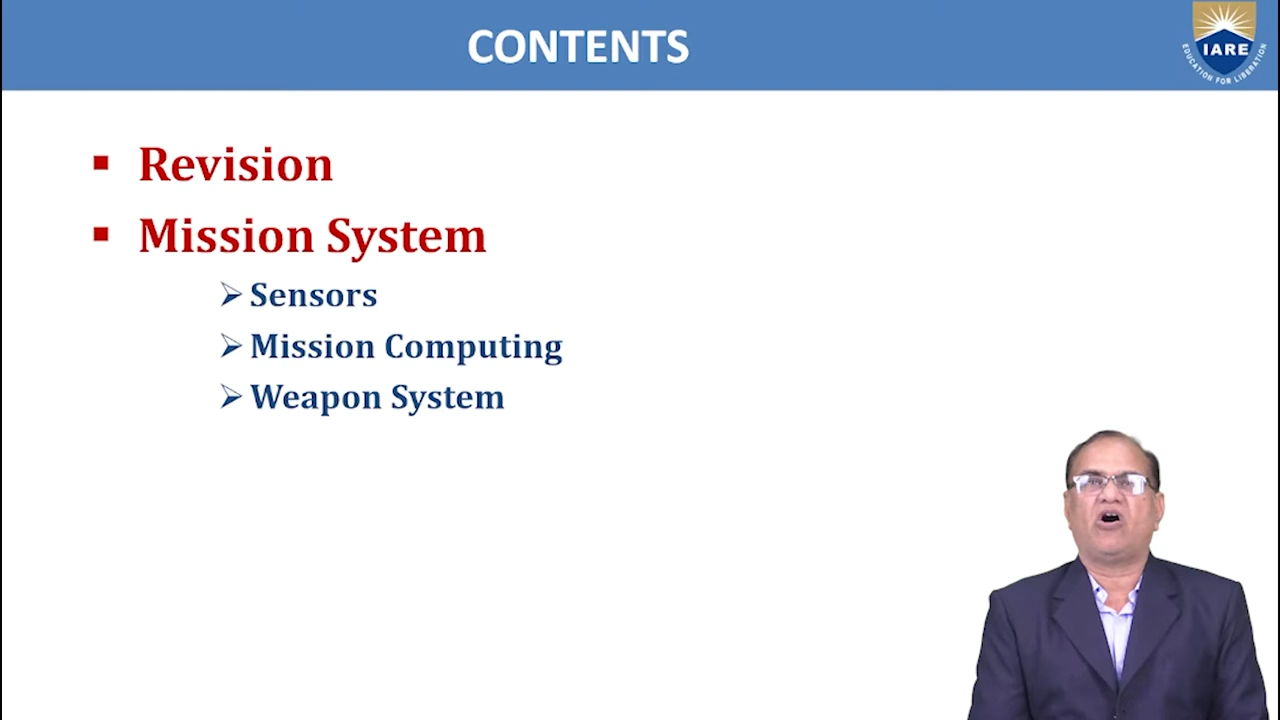 CONTENTS
IARE
EDUCATION FOR LIBERATION
Revision
Mission System
Sensors
Mission Computing
Weapon System